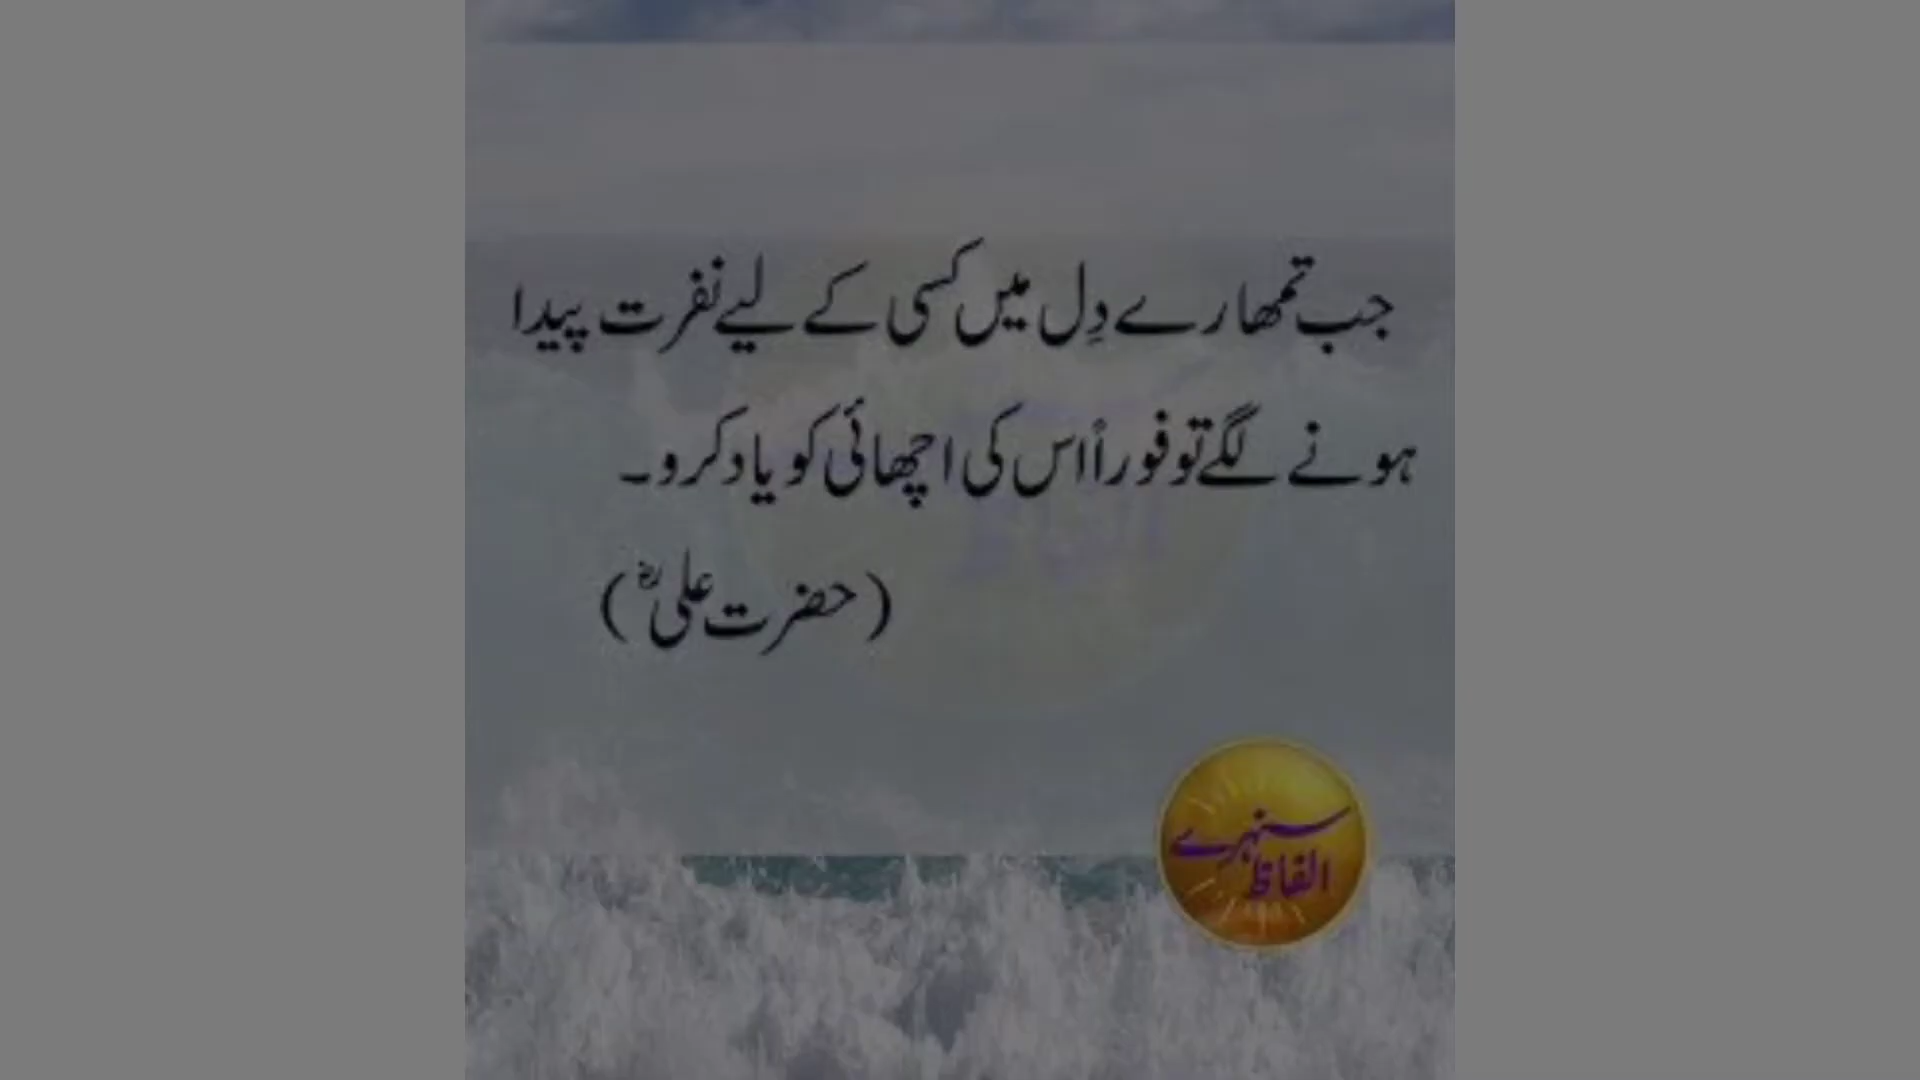 جب تمھارے دِل میں کسی کے لیے نفرت پیدا
ہونے لگے تو فوراً اس کی اچھائی کو یاد کرو۔
(حضرت علیؓ)
سنہرے
الفاظ